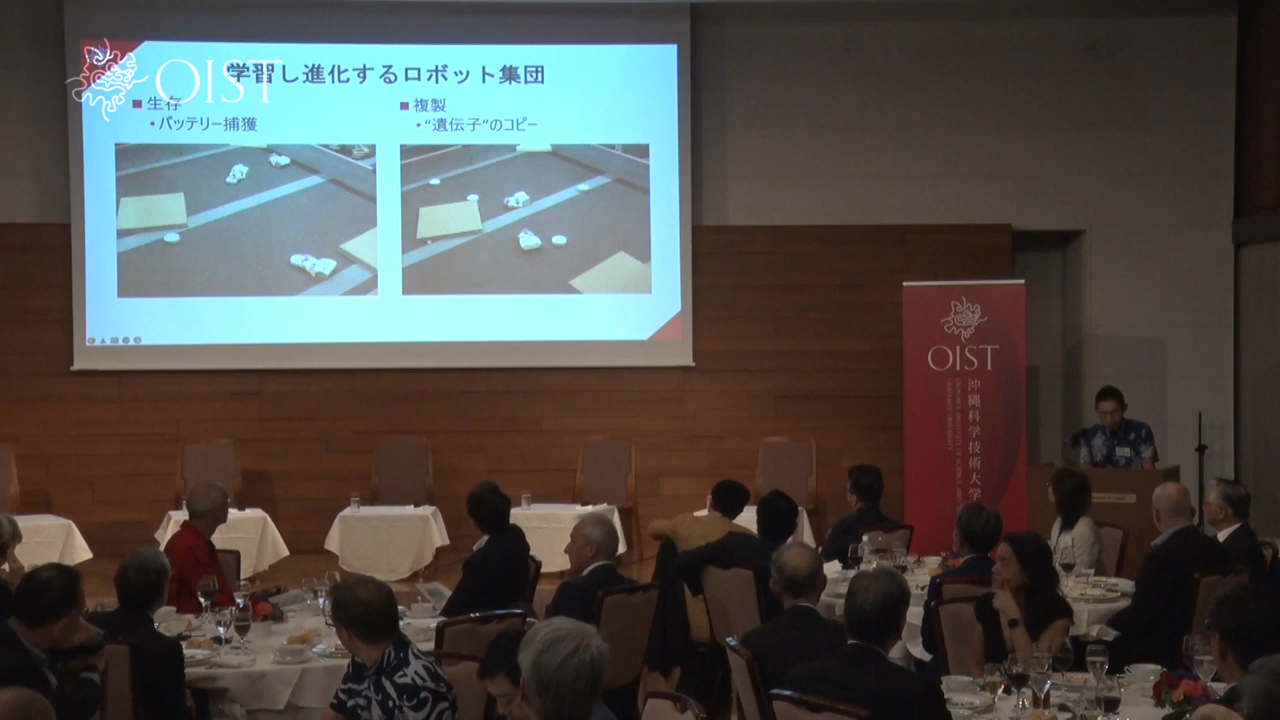 OIST
学習し進化するロボット集団
■ 生存
• バッテリー捕獲
■ 複製
• “遺伝子”のコピー
OIST
沖縄科学技術大学